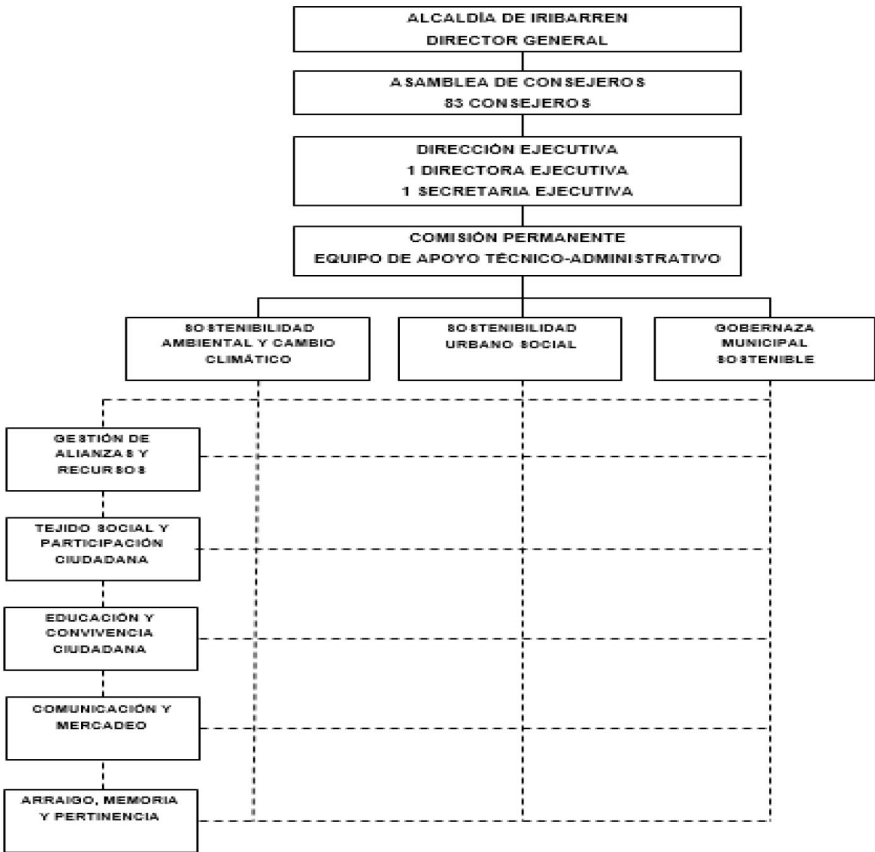 ALCALDÍA DE IRIBARREN
DIRECTOR GENERAL
ASAMBLEA DE CONSEJEROS
83 CONSEJEROS
DIRECCIÓN EJECUTIVA
1 DIRECTORA EJECUTIVA
1 SECRETARIA EJECUTIVA
COMISIÓN PERMANENTE
EQUIPO DE APOYO TÉCNICO-ADMINISTRATIVO
SOSTENIBILIDAD
AMBIENTAL Y CAMBIO
CLIMÁTICO
SOSTENIBILIDAD
URBANO SOCIAL
GOBERNAZA
MUNICIPAL
SOSTENIBLE
GESTIÓN DE
ALIANZAS Y
RECURSOS
TEJIDO SOCIAL Y
PARTICIPACIÓN
CIUDADANA
EDUCACIÓN Y
CONVIVENCIA
CIUDADANA
COMUNICACIÓN Y
MERCADEO
ARRAIGO, MEMORIA
Y PERTINENCIA